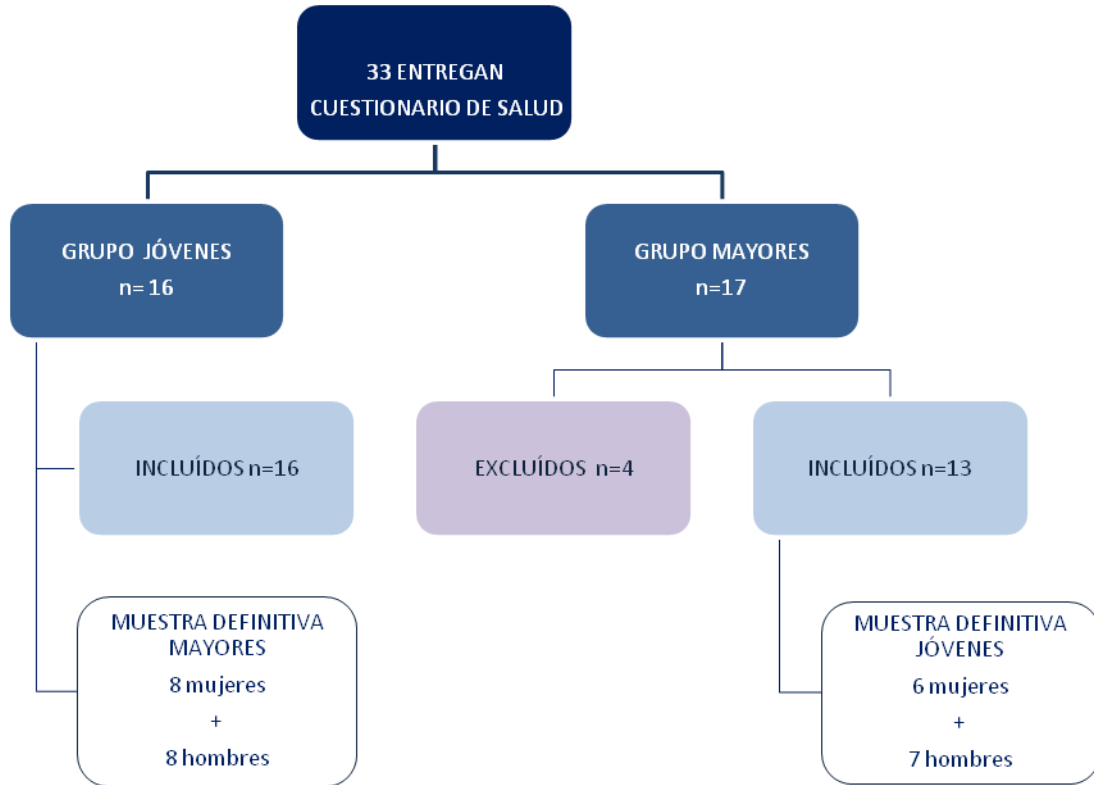 33 ENTREGAN
CUESTIONARIO DE SALUD
GRUPO JÓVENES
n= 16
GRUPO MAYORES
n=17
INCLUÍDOS n=16
EXCLUÍDOS n=4
INCLUÍDOS n=13
MUESTRA DEFINITIVA
MAYORES
8 mujeres
+
8 hombres
MUESTRA DEFINITIVA
JÓVENES
6 mujeres
+
7 hombres